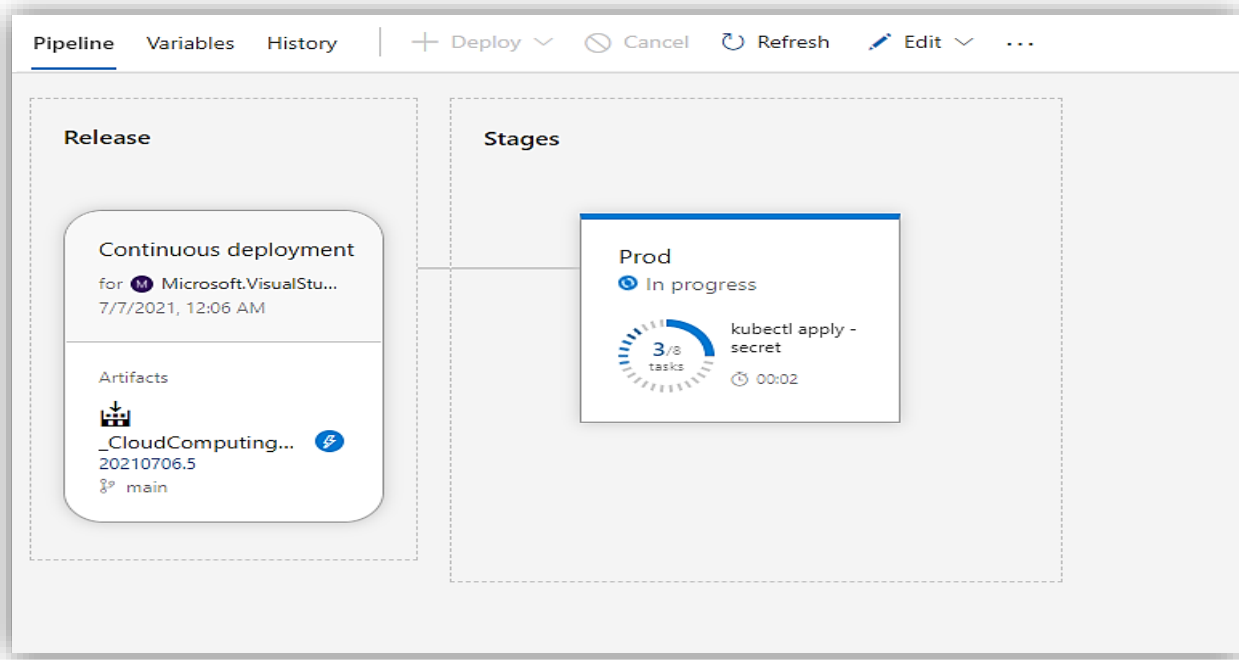 Pipeline Variables History Deploy Cancel Refresh Edit ...
Release
Stages
Continuous deployment
for M Microsoft.VisualStu...
7/7/2021, 12:06 AM
Artifacts
_CloudComputing...
20210706.5
main
Prod
In progress
3/8
tasks
kubectl apply -
secret
00:02